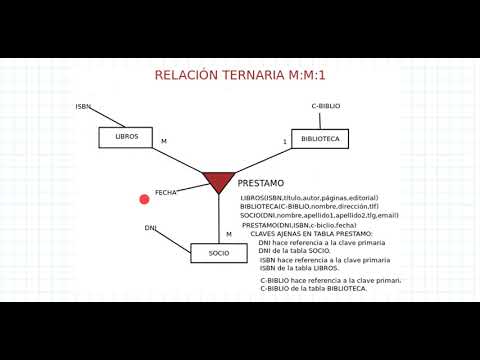 RELACIÓN TERNARIA M:M:1
ISBN
C-BIBLIO
LIBROS
M
1
BIBLIOTECA
PRESTAMO
FECHA
LIBROS(ISBN,título,autor,páginas,editorial)
BIBLIOTECA(C-BIBLIO,nombre,dirección,tlf)
SOCIO(DNI,nombre,apellido1,apellido2,tlg,email)
PRESTAMO(DNI,ISBN,c-biclio,fecha)
DNI
M
CLAVES AJENAS EN TABLA PRESTAMO:
DNI hace referencia a la clave primaria
DNI de la tabla SOCIO.
SOCIO
ISBN hace referencia a la clave primaria
ISBN de la tabla LIBROS.
C-BIBLIO hace referencia a la clave primari.
C-BIBLIO de la tabla BIBLIOTECA.